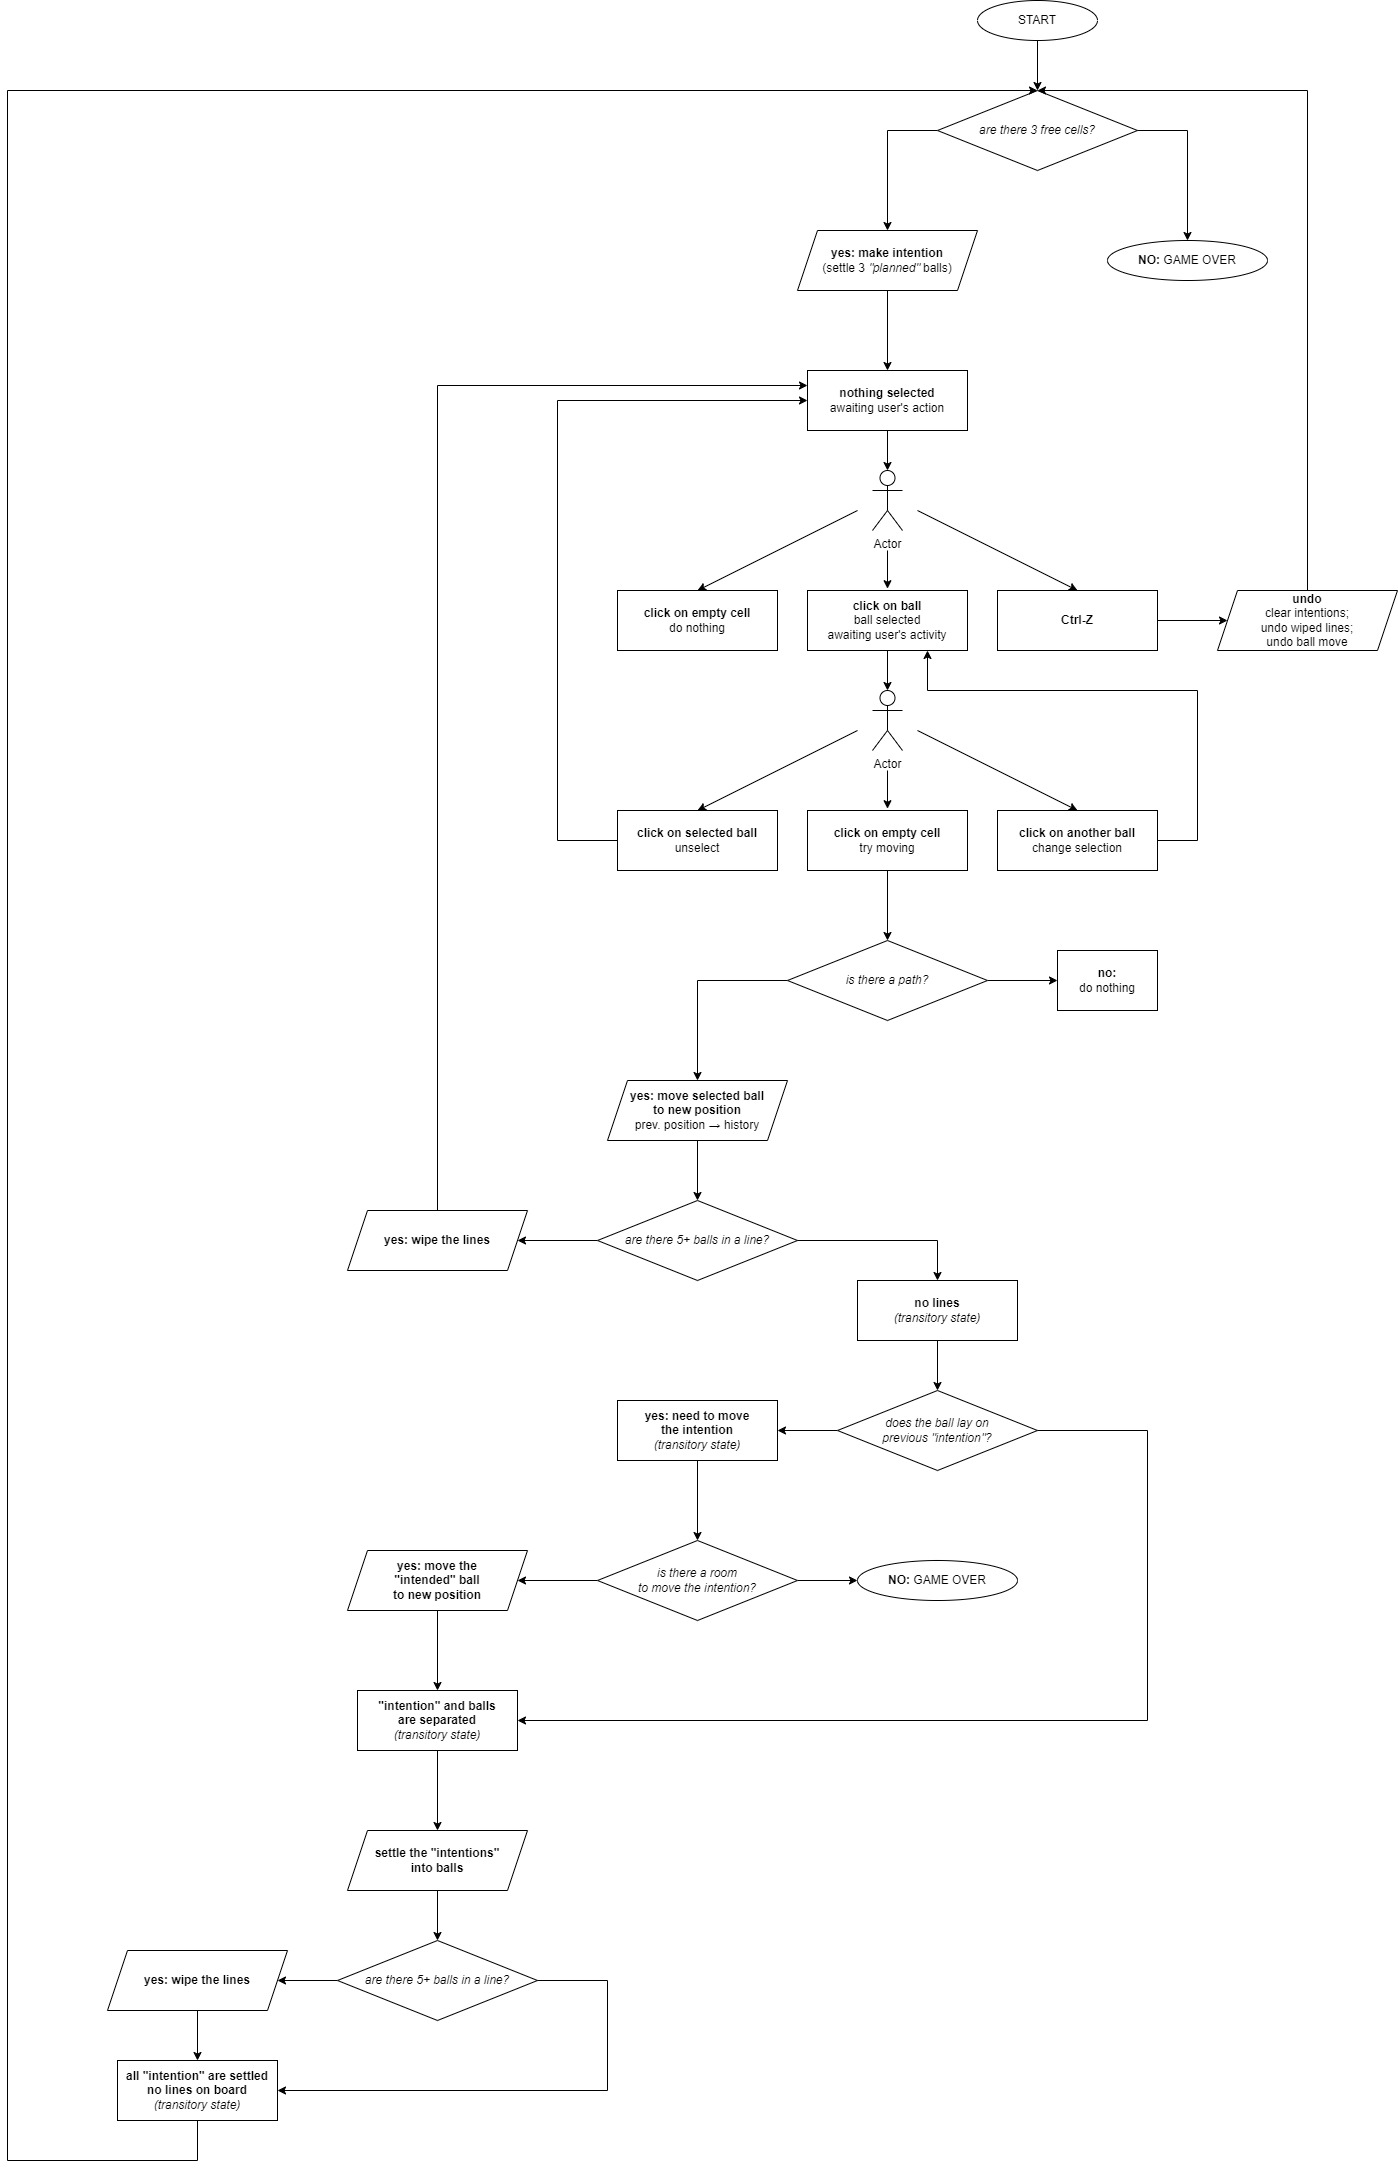 START
are there 3 free cells?
yes: make intention
(settle 3 "planned" balls)
NO: GAME OVER
nothing selected
awaiting user's action
Actor
click on empty cell
do nothing
click on ball
ball selected
awaiting user's activity
Ctrl-Z
undo
clear intentions;
undo wiped lines;
undo ball move
Actor
click on selected ball
unselect
click on empty cell
try moving
click on another ball
change selection
is there a path?
no:
do nothing
yes: move selected ball
to new position
prev. position → history
are there 5+ balls in a line?
yes: wipe the lines
no lines
(transitory state)
does the ball lay on
previous "intention"?
yes: need to move
the intention
(transitory state)
is there a room
to move the intention?
NO: GAME OVER
yes: move the
"intended" ball
to new position
"intention" and balls
are separated
(transitory state)
settle the "intentions"
into balls
are there 5+ balls in a line?
yes: wipe the lines
all "intention" are settled
no lines on board
(transitory state)